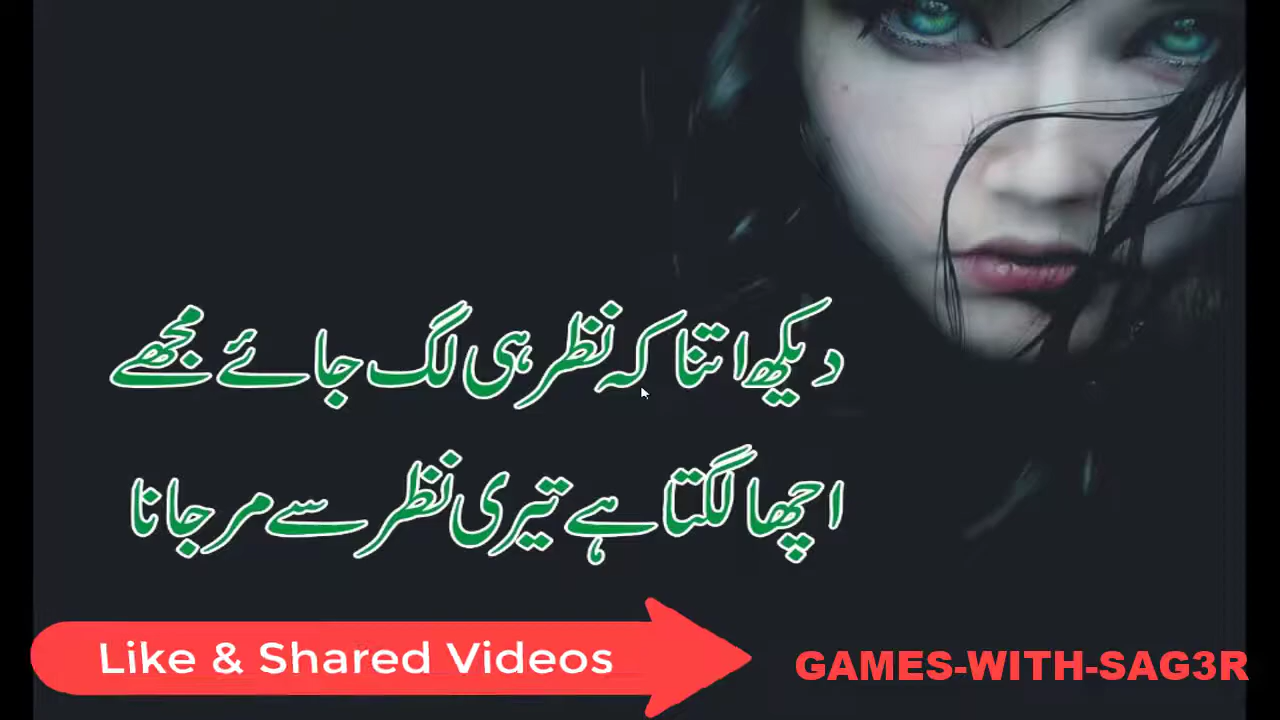 دیکھ اتنا کہ نظر ہی لگ جائے مجھے
اچھا لگتا ہے تیری نظر سے مر جانا
Like & Shared Videos
GAMES-WITH-SAG3R